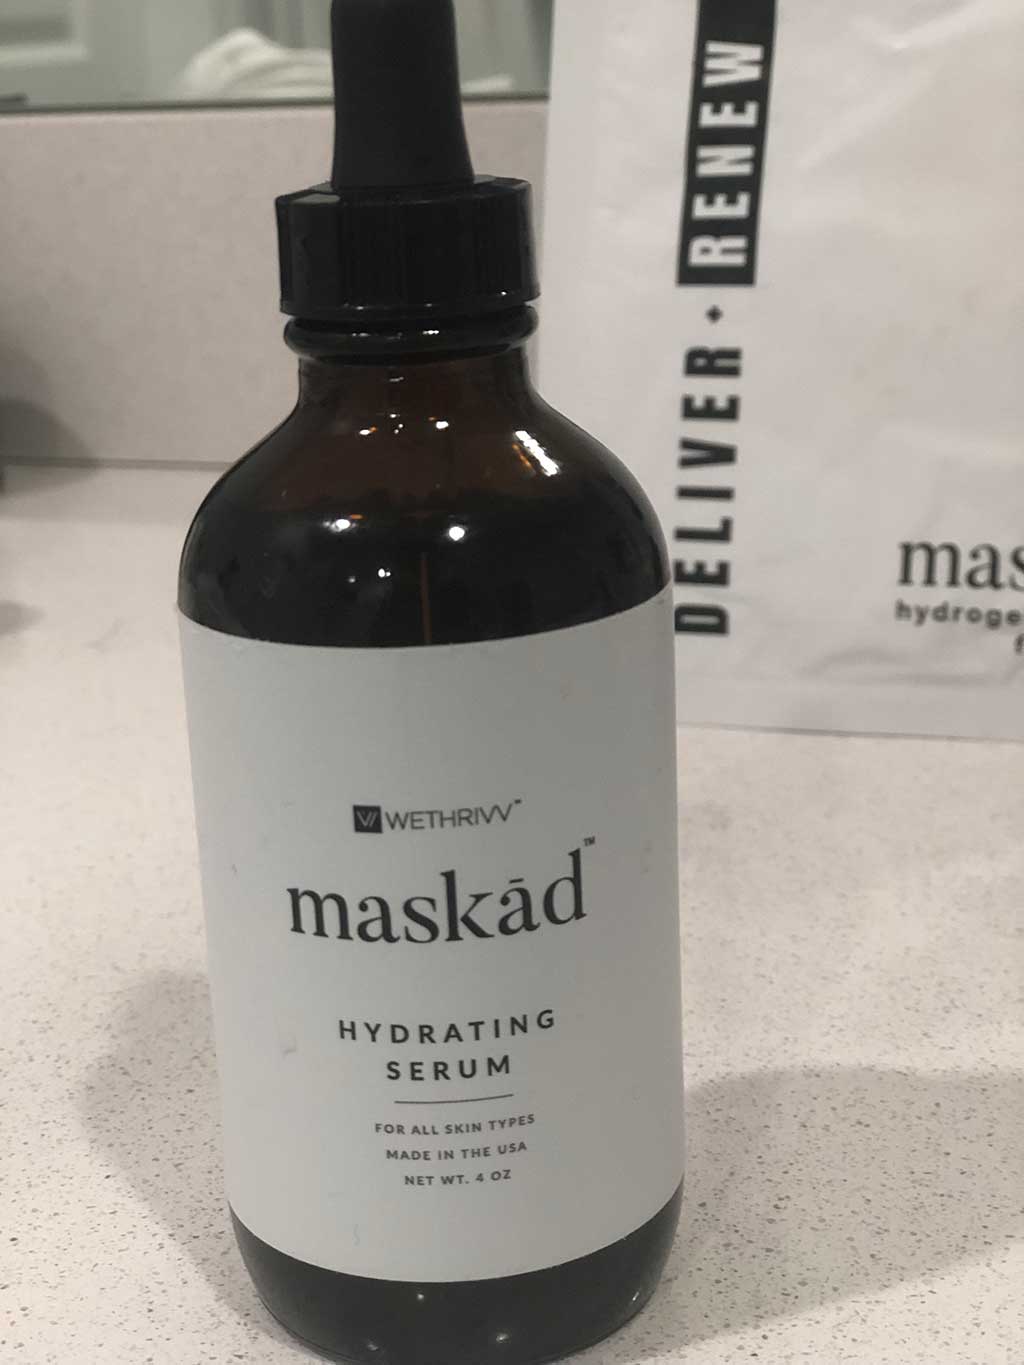 WETHRIVV™
maskād™
HYDRATING
SERUM
FOR ALL SKIN TYPES
MADE IN THE USA
NET WT. 4 OZ
DELIVER + RENEW
mas
hydroge
f